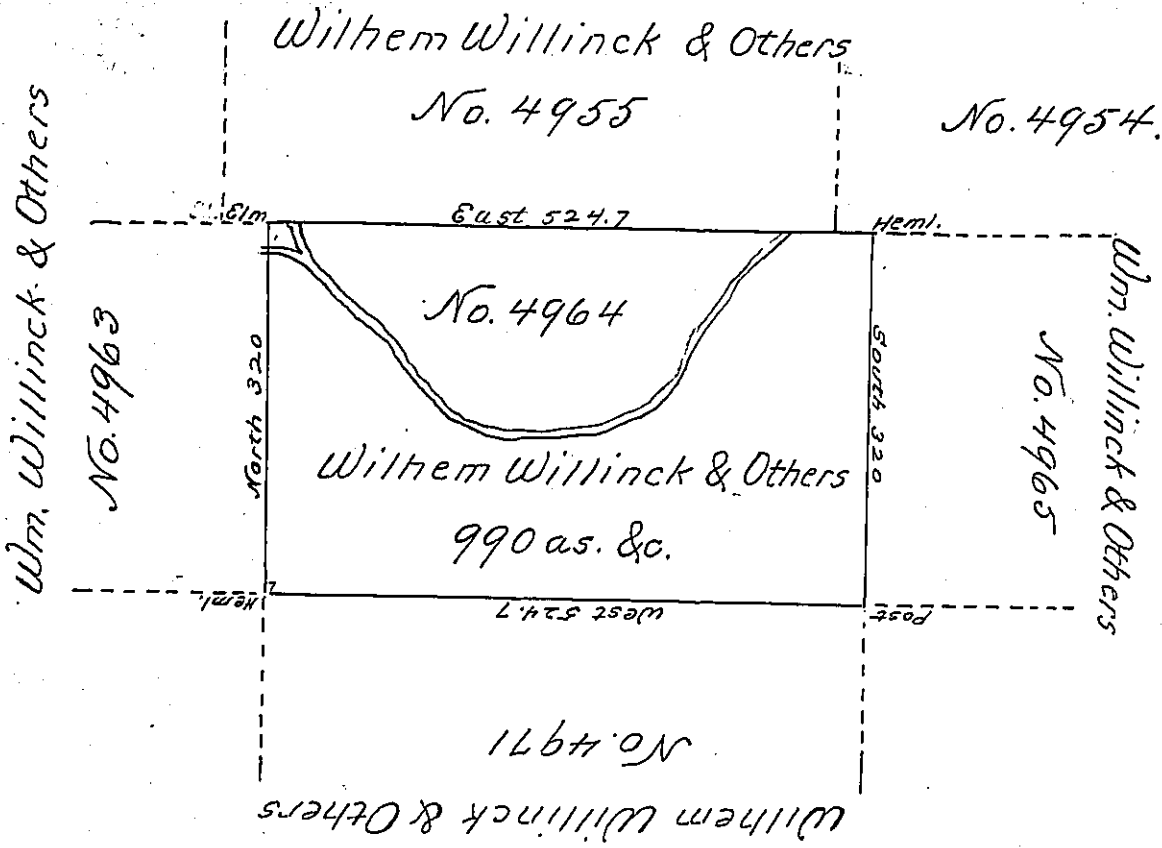 Wilhem Willinck & Others
No. 4955
No. 4954.
Wm. Willinck & Others
No. 4963
Elm
East 524.7
Heml.
No. 4964
North 320
South 320
Wilhem Willinck & Others
990 as. &c.
No. 4965
Wm. Willinck & Others
Heml.
West 524.7
Post
No. 4971
Wilhem Willinck & Others